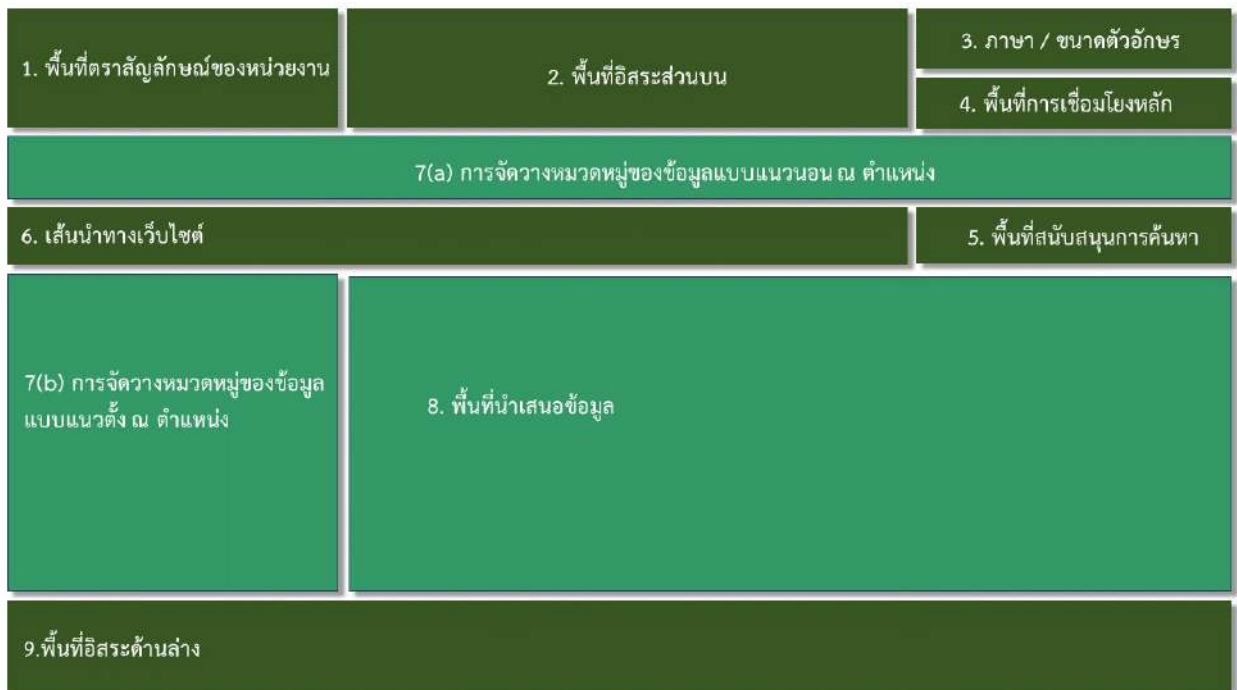 1. พื้นที่ตราสัญลักษณ์ของหน่วยงาน
2. พื้นที่อิสระส่วนบน
3. ภาษา / ขนาดตัวอักษร
4. พื้นที่การเชื่อมโยงหลัก
7(a) การจัดวางหมวดหมู่ของข้อมูลแบบแนวนอน ณ ตำแหน่ง
6. เส้นนำทางเว็บไซต์
5. พื้นที่สนับสนุนการค้นหา
7(b) การจัดวางหมวดหมู่ของข้อมูล
แบบแนวตั้ง ณ ตำแหน่ง
8. พื้นที่นำเสนอข้อมูล
9.พื้นที่อิสระด้านล่าง